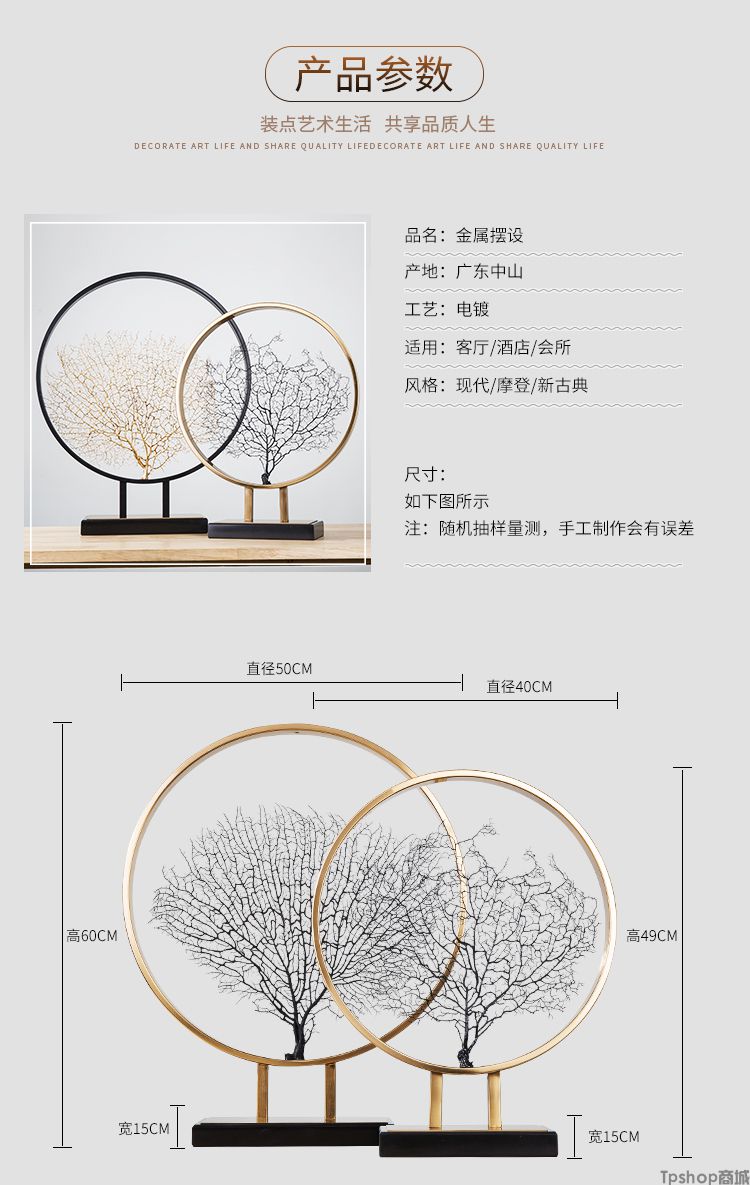 产品参数
装点艺术生活 共享品质人生
DECORATE ART LIFE AND SHARE QUALITY LIFEDECORATE ART LIFE AND SHARE QUALITY LIFE
品名：金属摆设
产地：广东中山
工艺：电镀
适用：客厅/酒店/会所
风格：现代/摩登/新古典
尺寸：
如下图所示
注：随机抽样量测，手工制作会有误差
直径50CM
直径40CM
高60CM
高49CM
宽15CM
宽15CM
Tpshop商城